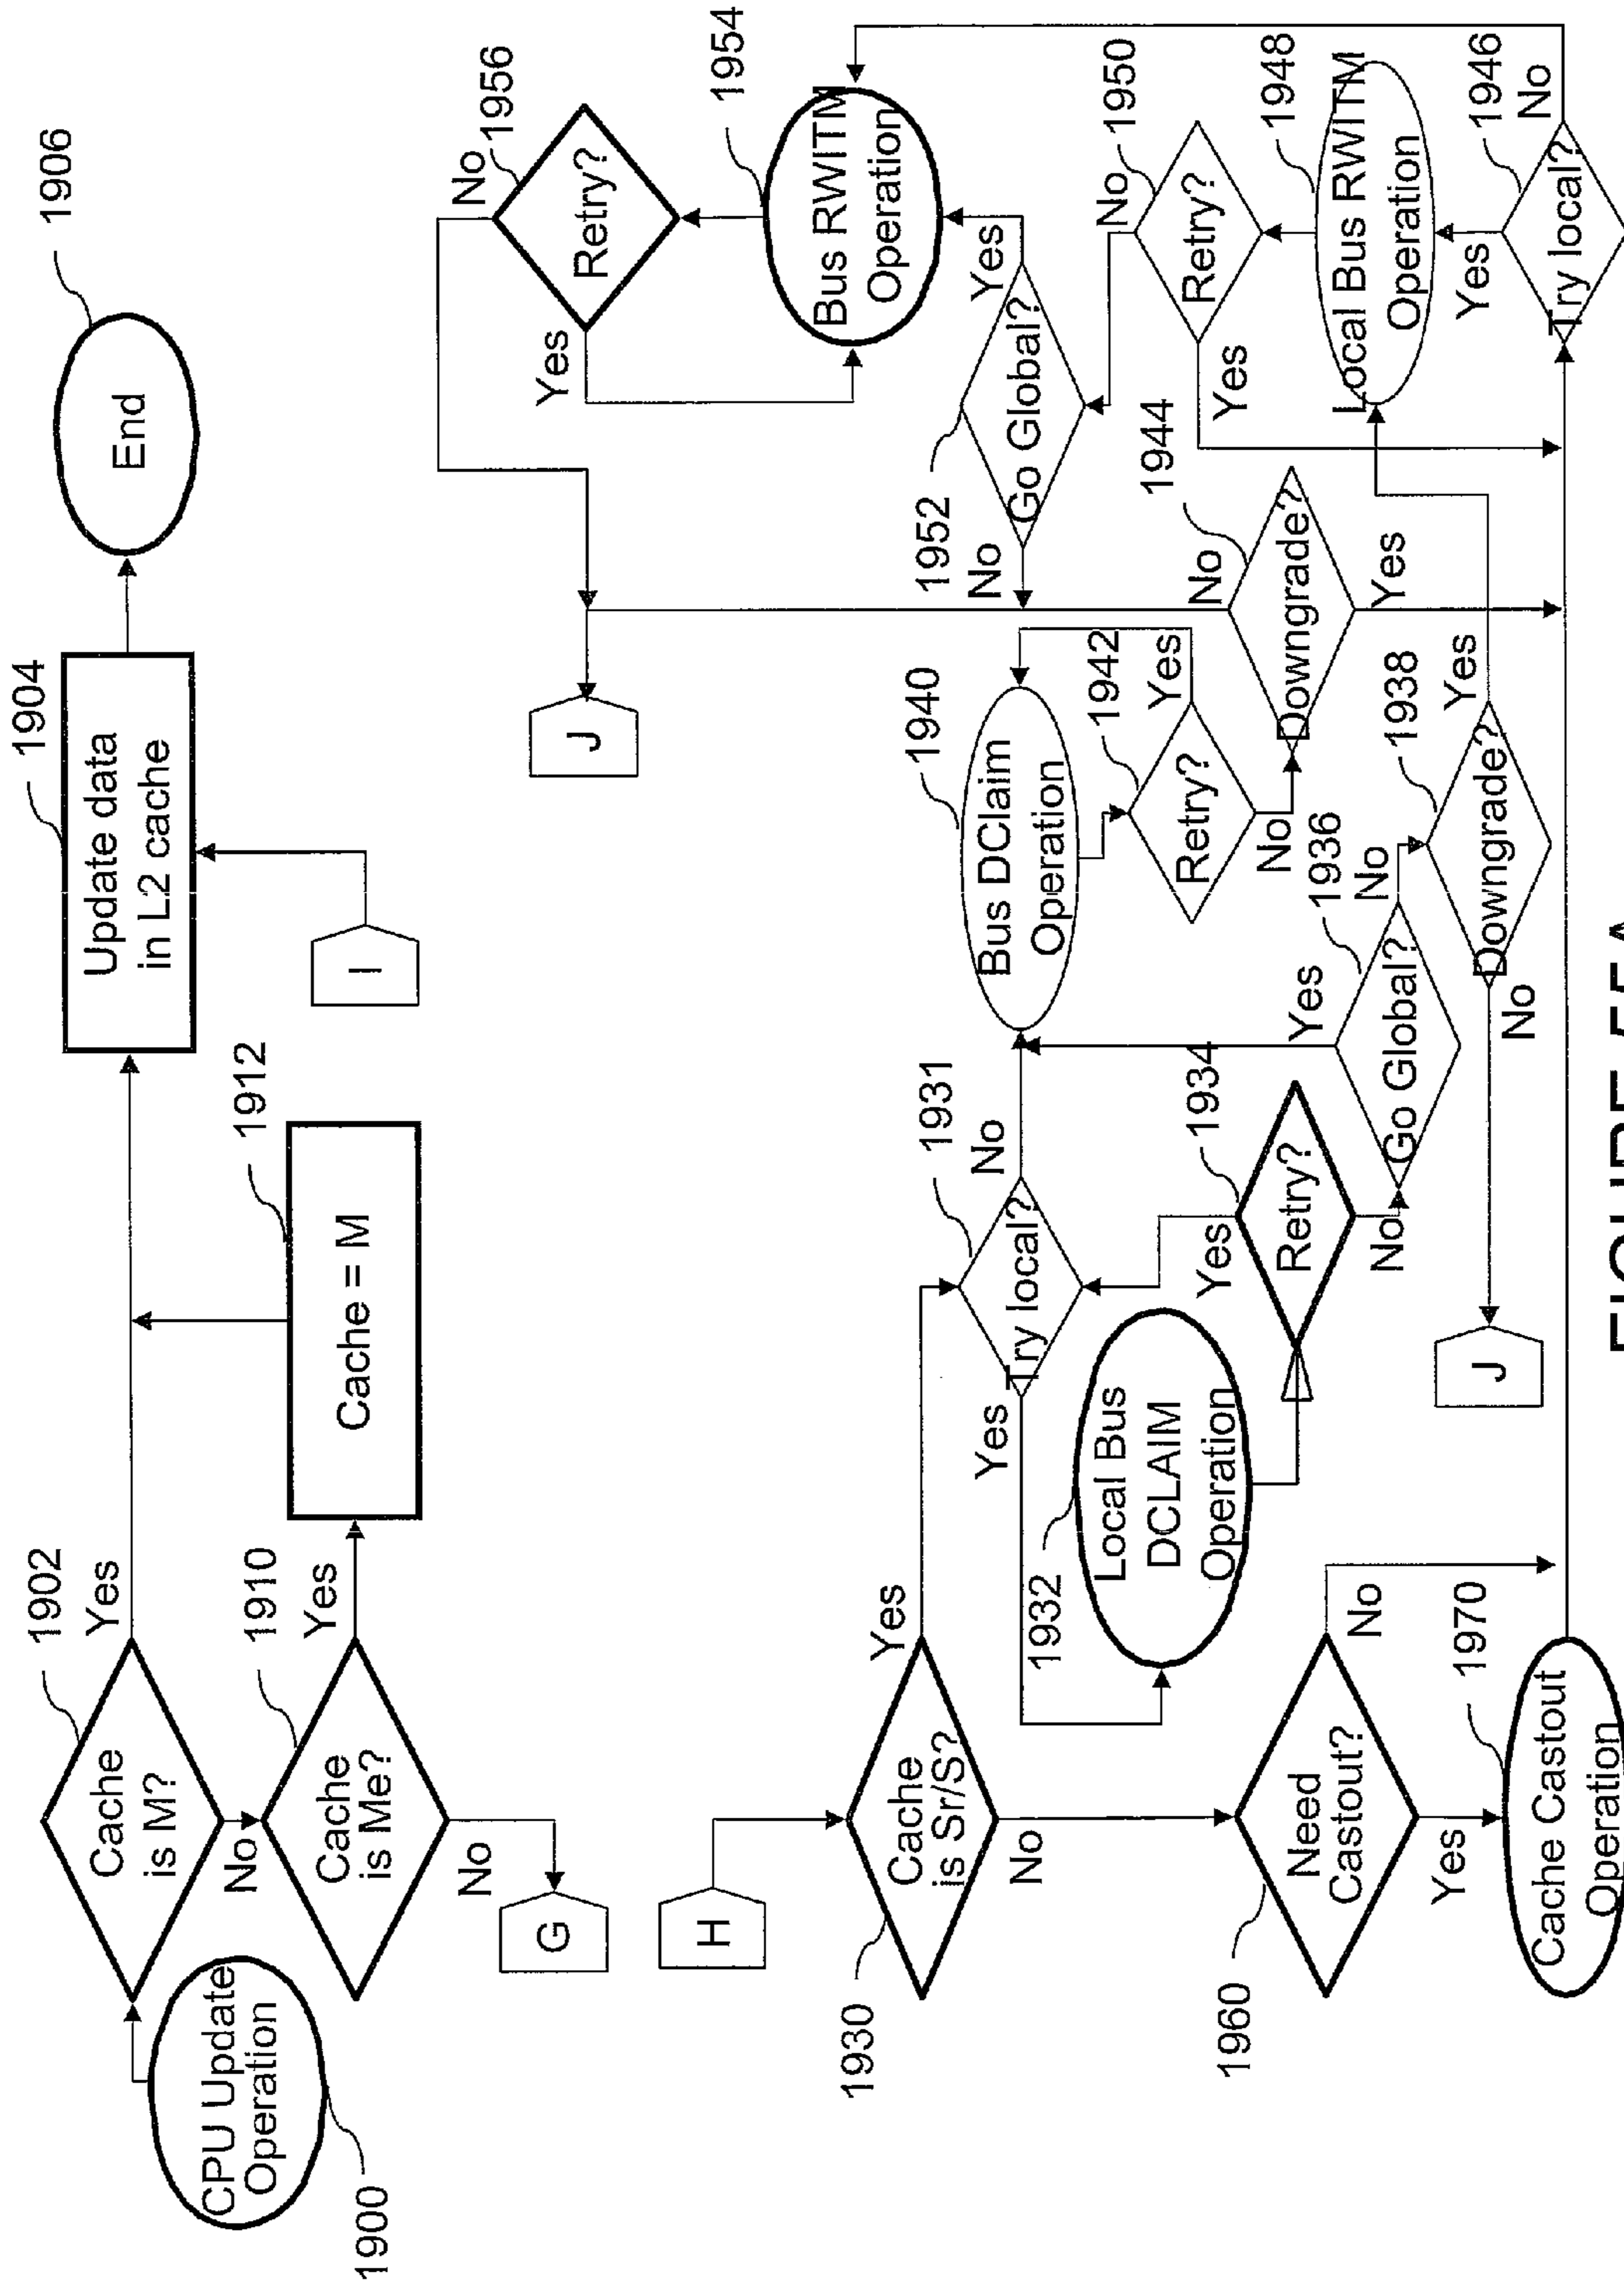 1900
CPU Update
Operation
1902
Cache
is M?
Yes
No
1904
Update data
in L2 cache
1906
End
1910
Cache
is Me?
Yes
No
1912
Cache = M
I
G
H
1930
Cache
is Sr/S?
Yes
No
1931
Try local?
No
Yes
1932
Local Bus
DCLAIM
Operation
1934
Retry?
Yes
No
1936
Go Global?
Yes
No
1938
Downgrade?
Yes
No
J
1940
Bus DClaim
Operation
1942
Retry?
Yes
No
1944
Downgrade?
No
Yes
J
1946
Try local?
No
Yes
1948
Local Bus RWITM
Operation
1950
Retry?
No
Yes
1952
Go Global?
Yes
No
1954
Bus RWITM
Operation
1956
Retry?
No
Yes
1960
Need
Castout?
No
Yes
1970
Cache Castout
Operation